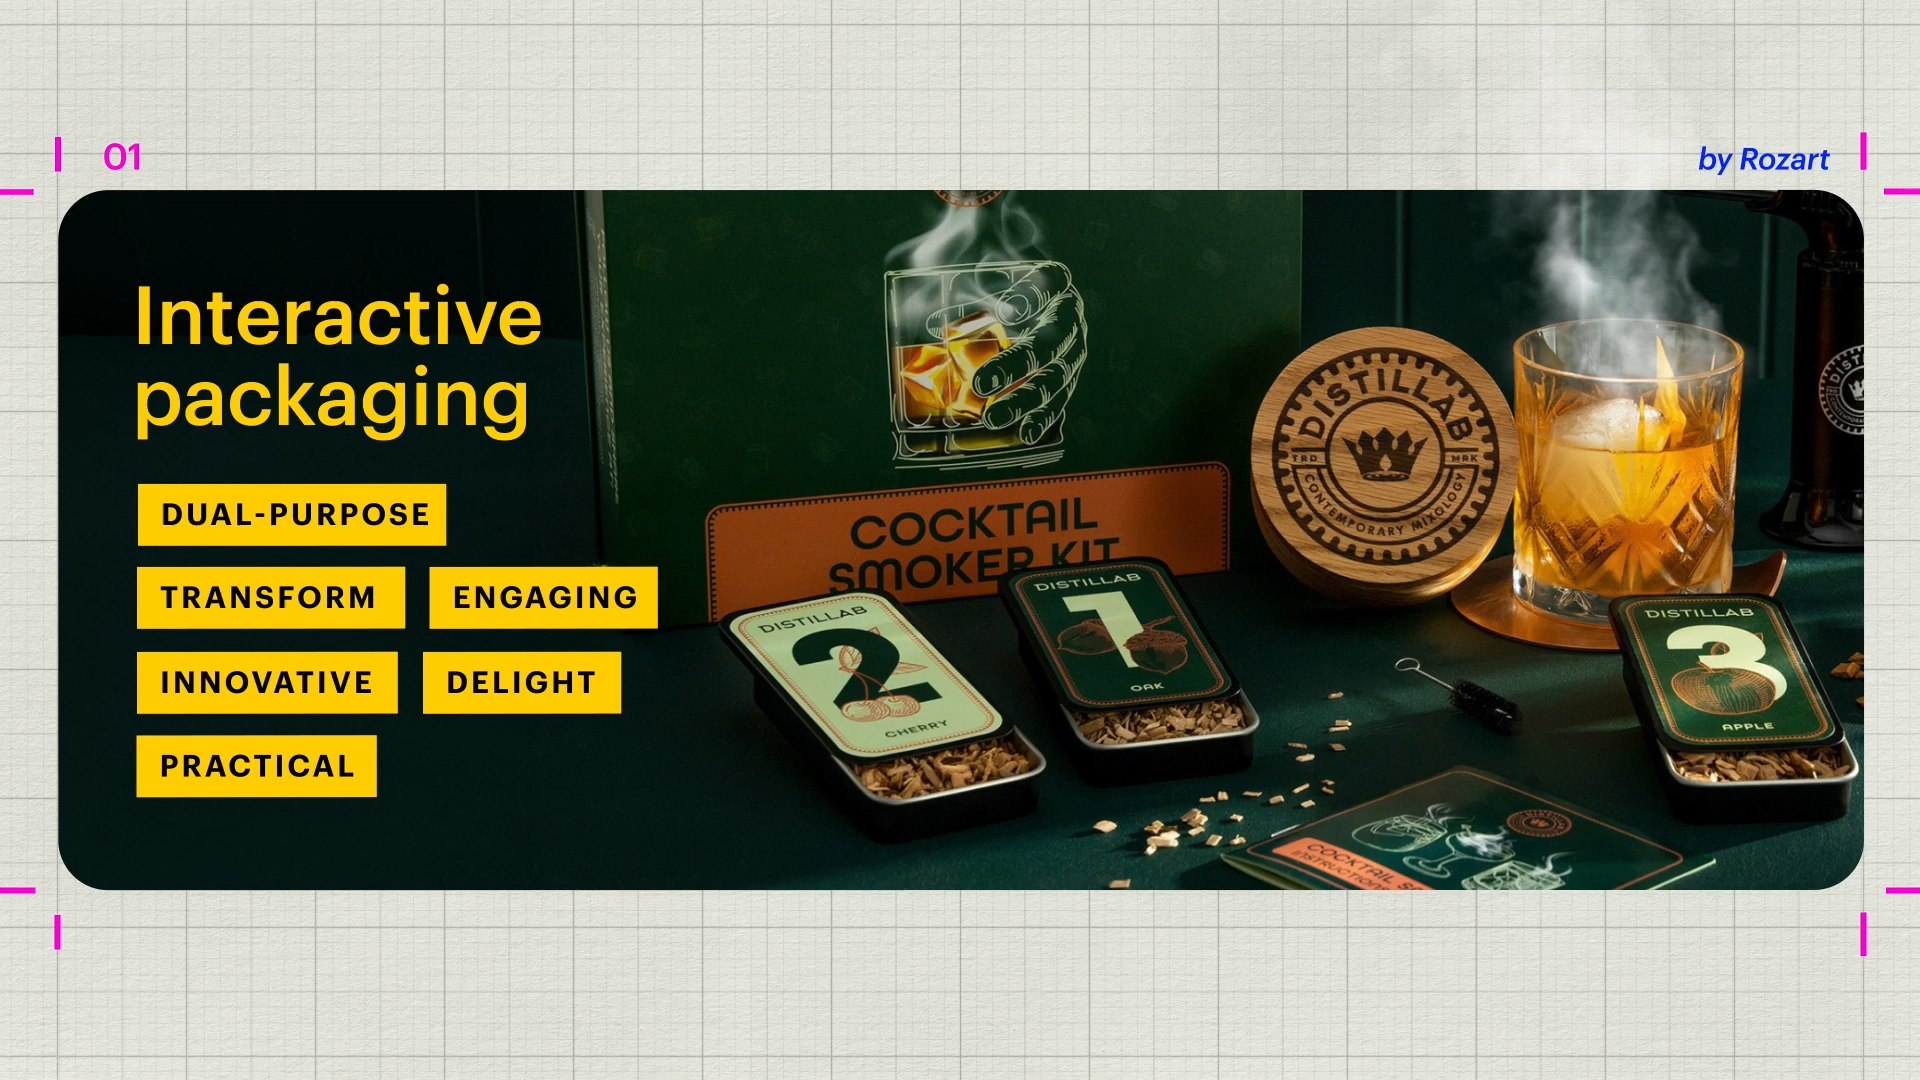 01
by Rozart
Interactive
packaging
DUAL-PURPOSE
TRANSFORM
ENGAGING
INNOVATIVE
DELIGHT
PRACTICAL
COCKTAIL
SMOKER KIT
DISTILLAB
TRD
MRK
CONTEMPORARY MIXOLOGY
DISTILLAB
2
CHERRY
DISTILLAB
1
OAK
DISTILLAB
3
APPLE
COCKTAIL